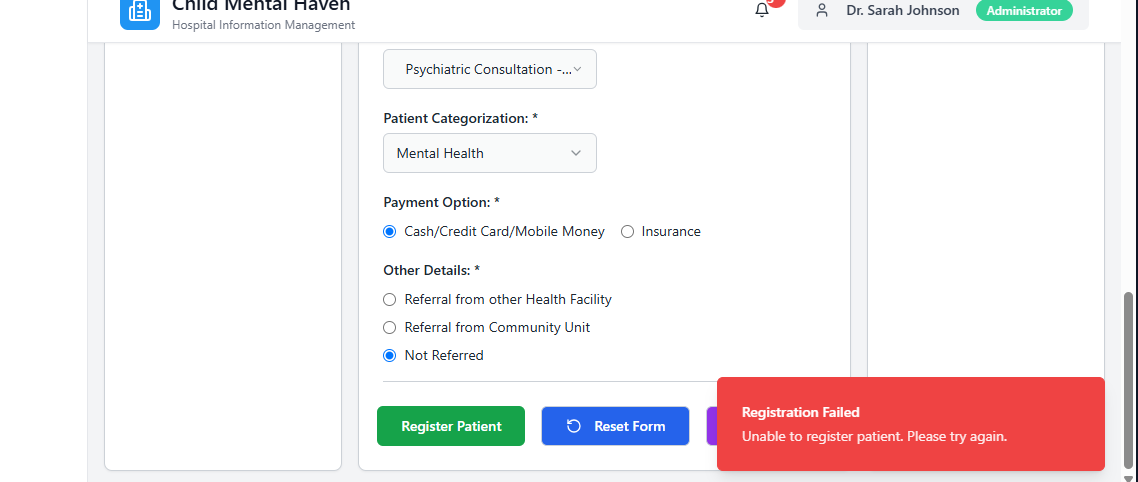 Child Mental Haven
Hospital Information Management
Dr. Sarah Johnson
Administrator
Psychiatric Consultation -...
Patient Categorization: *
Mental Health
Payment Option: *
Cash/Credit Card/Mobile Money
Insurance
Other Details: *
Referral from other Health Facility
Referral from Community Unit
Not Referred
Register Patient
Reset Form
Registration Failed
Unable to register patient. Please try again.